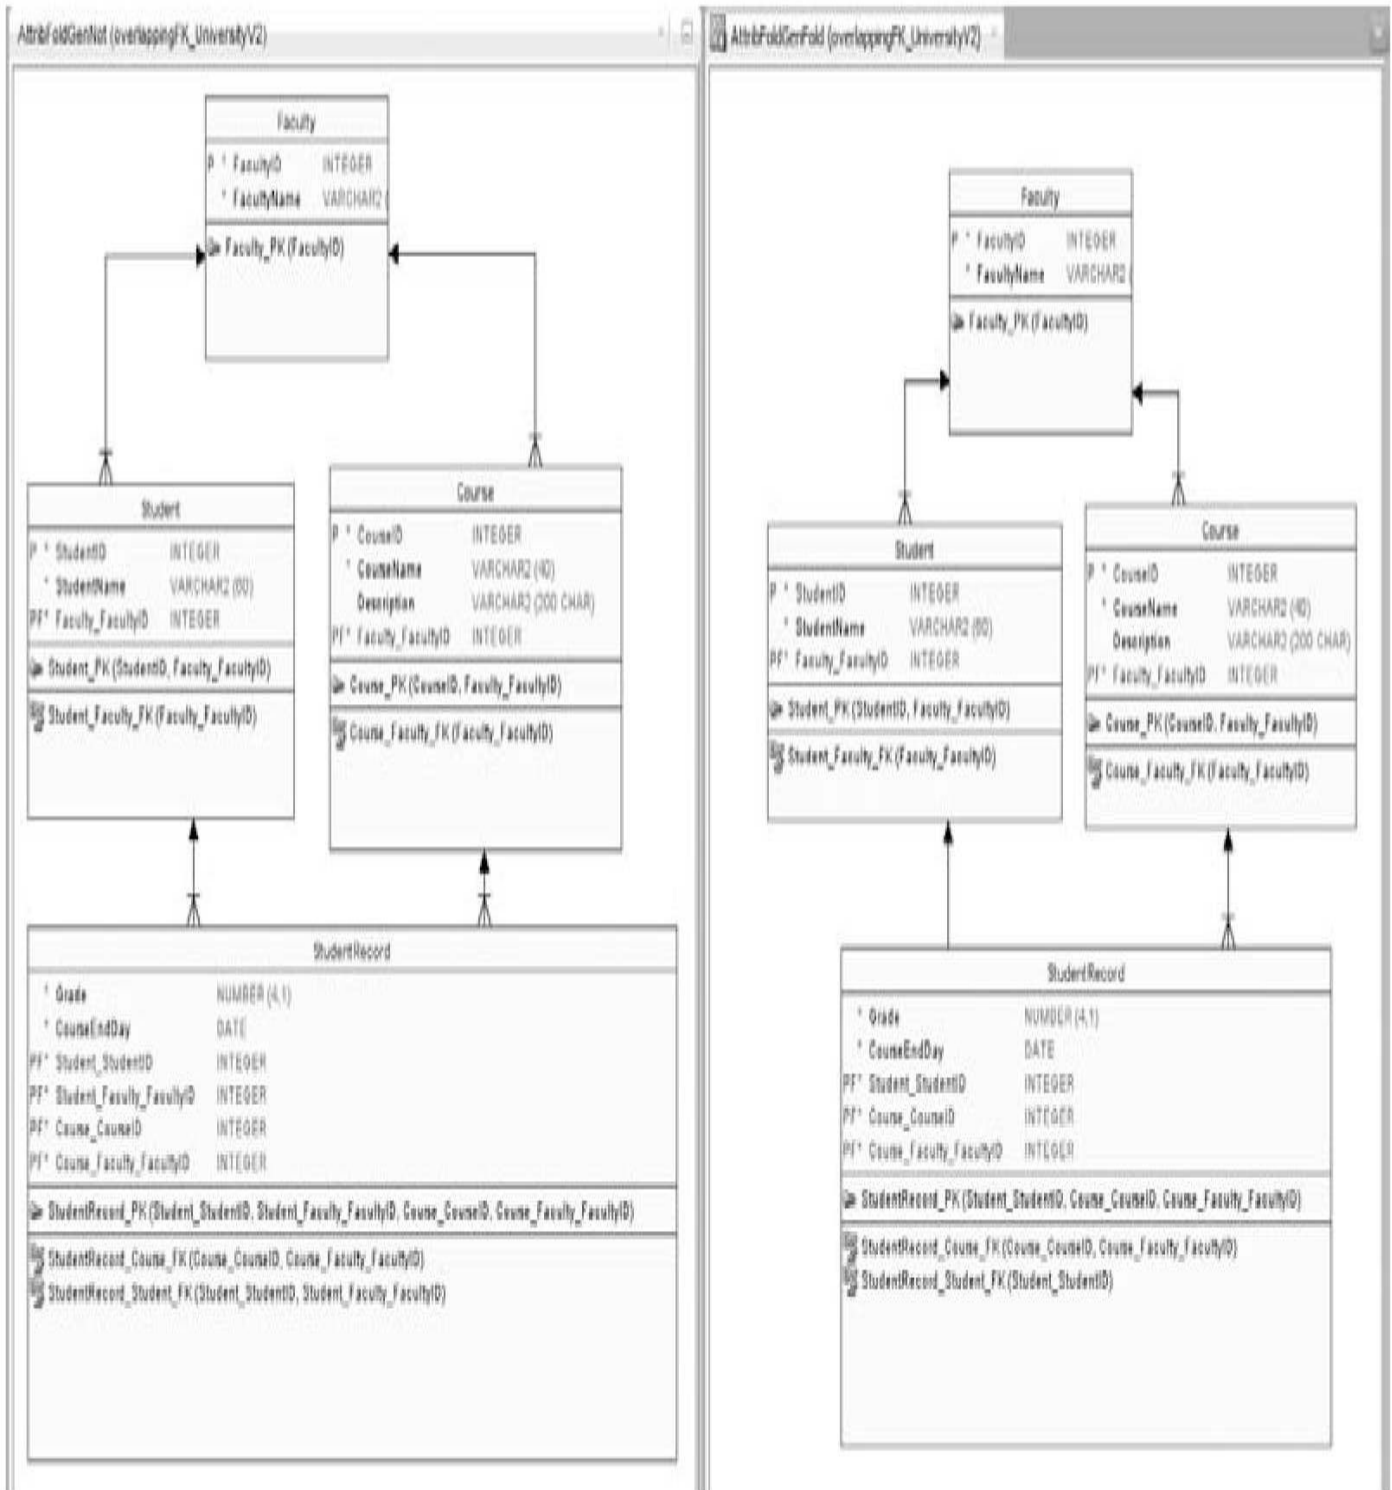 AttribFoldGenNot (overlappingFK_UniversityV2)
Faculty
P * FacultyID INTEGER
* FacultyName VARCHAR2 (
Faculty_PK (FacultyID)
Student
P * StudentID INTEGER
* StudentName VARCHAR2 (60)
PF* Faculty_FacultyID INTEGER
Student_PK (StudentID, Faculty_FacultyID)
Student_Faculty_FK (Faculty_FacultyID)
Course
P * CourseID INTEGER
* CourseName VARCHAR2 (40)
Description VARCHAR2 (200 CHAR)
PF* Faculty_FacultyID INTEGER
Course_PK (CourseID, Faculty_FacultyID)
Course_Faculty_FK (Faculty_FacultyID)
StudentRecord
* Grade NUMBER (4,1)
* CourseEndDay DATE
PF* Student_StudentID INTEGER
PF* Student_Faculty_FacultyID INTEGER
PF* Course_CourseID INTEGER
PF* Course_Faculty_FacultyID INTEGER
StudentRecord_PK (Student_StudentID, Student_Faculty_FacultyID, Course_CourseID, Course_Faculty_FacultyID)
StudentRecord_Course_FK (Course_CourseID, Course_Faculty_FacultyID)
StudentRecord_Student_FK (Student_StudentID, Student_Faculty_FacultyID)
AttribFoldGenFold (overlappingFK_UniversityV2)
Faculty
P * FacultyID INTEGER
* FacultyName VARCHAR2 (
Faculty_PK (FacultyID)
Student
P * StudentID INTEGER
* StudentName VARCHAR2 (60)
PF* Faculty_FacultyID INTEGER
Student_PK (StudentID, Faculty_FacultyID)
Student_Faculty_FK (Faculty_FacultyID)
Course
P * CourseID INTEGER
* CourseName VARCHAR2 (40)
Description VARCHAR2 (200 CHAR)
PF* Faculty_FacultyID INTEGER
Course_PK (CourseID, Faculty_FacultyID)
Course_Faculty_FK (Faculty_FacultyID)
StudentRecord
* Grade NUMBER (4,1)
* CourseEndDay DATE
PF* Student_StudentID INTEGER
PF* Course_CourseID INTEGER
PF* Course_Faculty_FacultyID INTEGER
StudentRecord_PK (Student_StudentID, Course_CourseID, Course_Faculty_FacultyID)
StudentRecord_Course_FK (Course_CourseID, Course_Faculty_FacultyID)
StudentRecord_Student_FK (Student_StudentID)